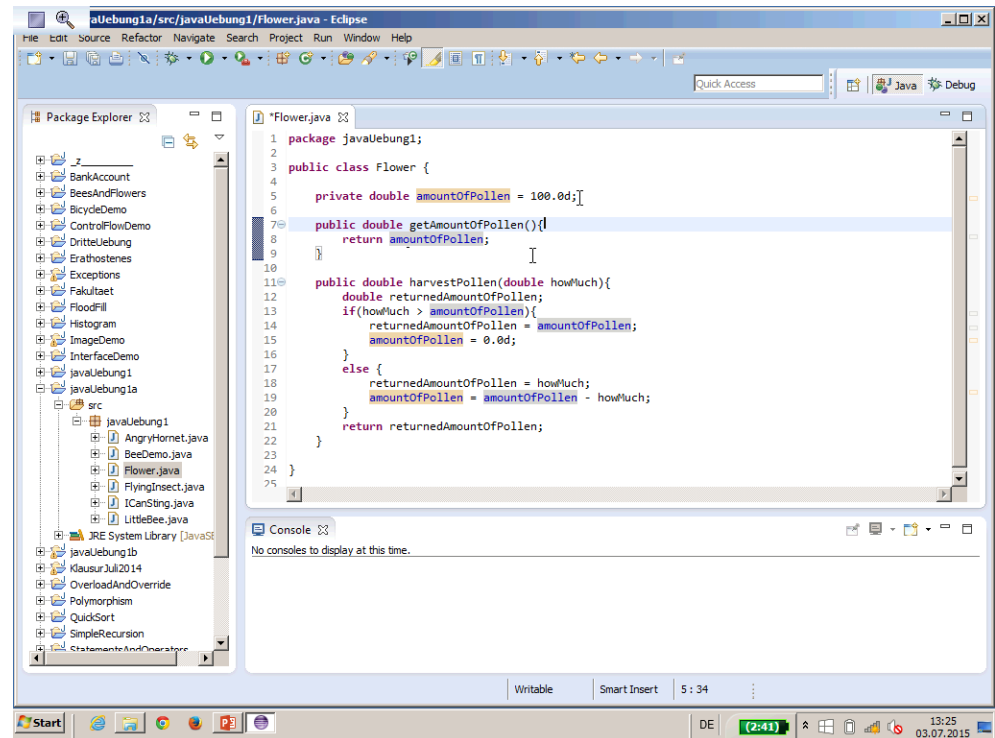 aUebung1a/src/javaUebung1/Flower.java - Eclipse
File Edit Source Refactor Navigate Search Project Run Window Help
Quick Access
Java
Debug
Package Explorer
_z________
BankAccount
BeesAndFlowers
BicycleDemo
ControlFlowDemo
DritteUebung
Erathostenes
Exceptions
Fakultaet
FloodFill
Histogram
ImageDemo
InterfaceDemo
javaUebung1
javaUebung1a
src
javaUebung1
AngryHornet.java
BeeDemo.java
Flower.java
FlyingInsect.java
ICanSting.java
LittleBee.java
JRE System Library [JavaSE
javaUebung1b
KlausurJuli2014
OverloadAndOverride
Polymorphism
QuickSort
SimpleRecursion
StatementsAndOperators
*Flower.java
1 package javaUebung1;
2
3 public class Flower {
4
5 private double amountOfPollen = 100.0d;
6
7 public double getAmountOfPollen(){
8 return amountOfPollen;
9 }
10
11 public double harvestPollen(double howMuch){
12 double returnedAmountOfPollen;
13 if(howMuch > amountOfPollen){
14 returnedAmountOfPollen = amountOfPollen;
15 amountOfPollen = 0.0d;
16 }
17 else {
18 returnedAmountOfPollen = howMuch;
19 amountOfPollen = amountOfPollen - howMuch;
20 }
21 return returnedAmountOfPollen;
22 }
23
24 }
25
Console
No consoles to display at this time.
Writable Smart Insert 5 : 34
Start
DE (2:41) 13:25
03.07.2015